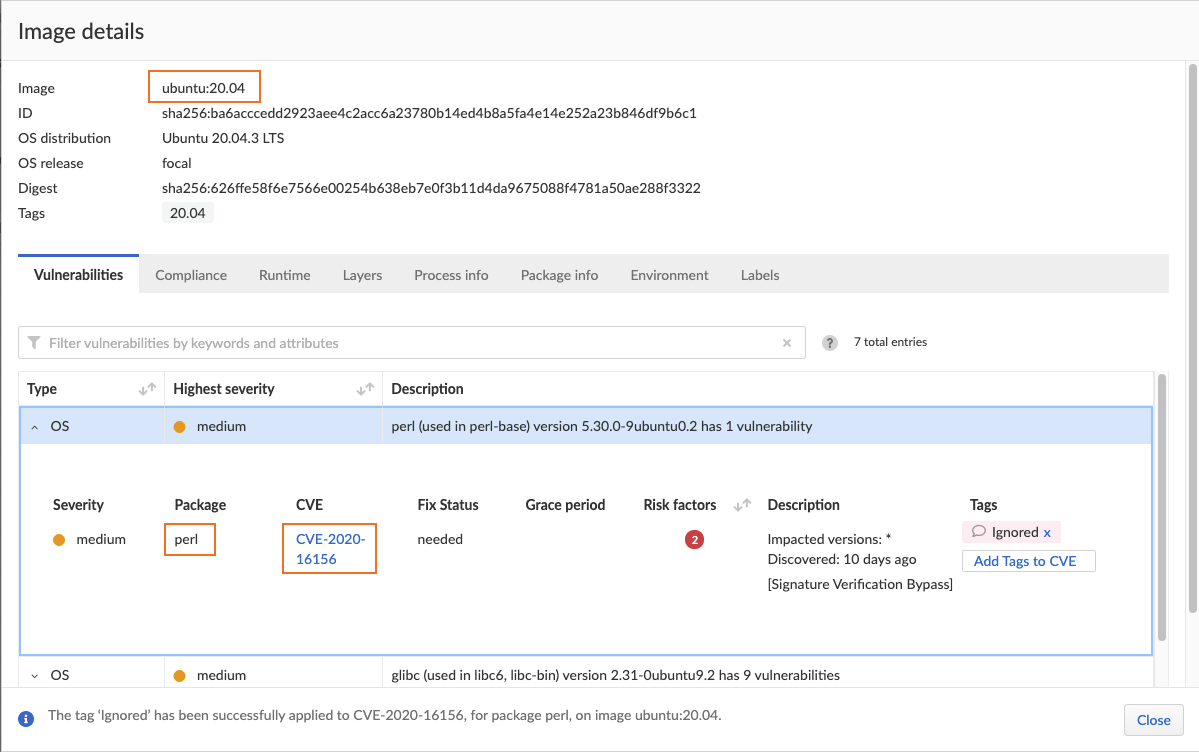 Image details
Image ubuntu:20.04
ID sha256:ba6acccedd2923aee4c2acc6a23780b14ed4b8a5fa4e14e252a23b846df9b6c1
OS distribution Ubuntu 20.04.3 LTS
OS release focal
Digest sha256:626ffe58f6e7566e00254b638eb7e0f3b11d4da9675088f4781a50ae288f3322
Tags 20.04
Vulnerabilities Compliance Runtime Layers Process info Package info Environment Labels
Filter vulnerabilities by keywords and attributes × ? 7 total entries
Type Highest severity Description
OS medium perl (used in perl-base) version 5.30.0-9ubuntu0.2 has 1 vulnerability
Severity Package CVE Fix Status Grace period Risk factors Description Tags
medium perl CVE-2020-16156 needed 2 Impacted versions: * Ignored x
Discovered: 10 days ago Add Tags to CVE
[Signature Verification Bypass]
OS medium glibc (used in libc6, libc-bin) version 2.31-0ubuntu9.2 has 9 vulnerabilities
The tag ‘Ignored’ has been successfully applied to CVE-2020-16156, for package perl, on image ubuntu:20.04.
Close